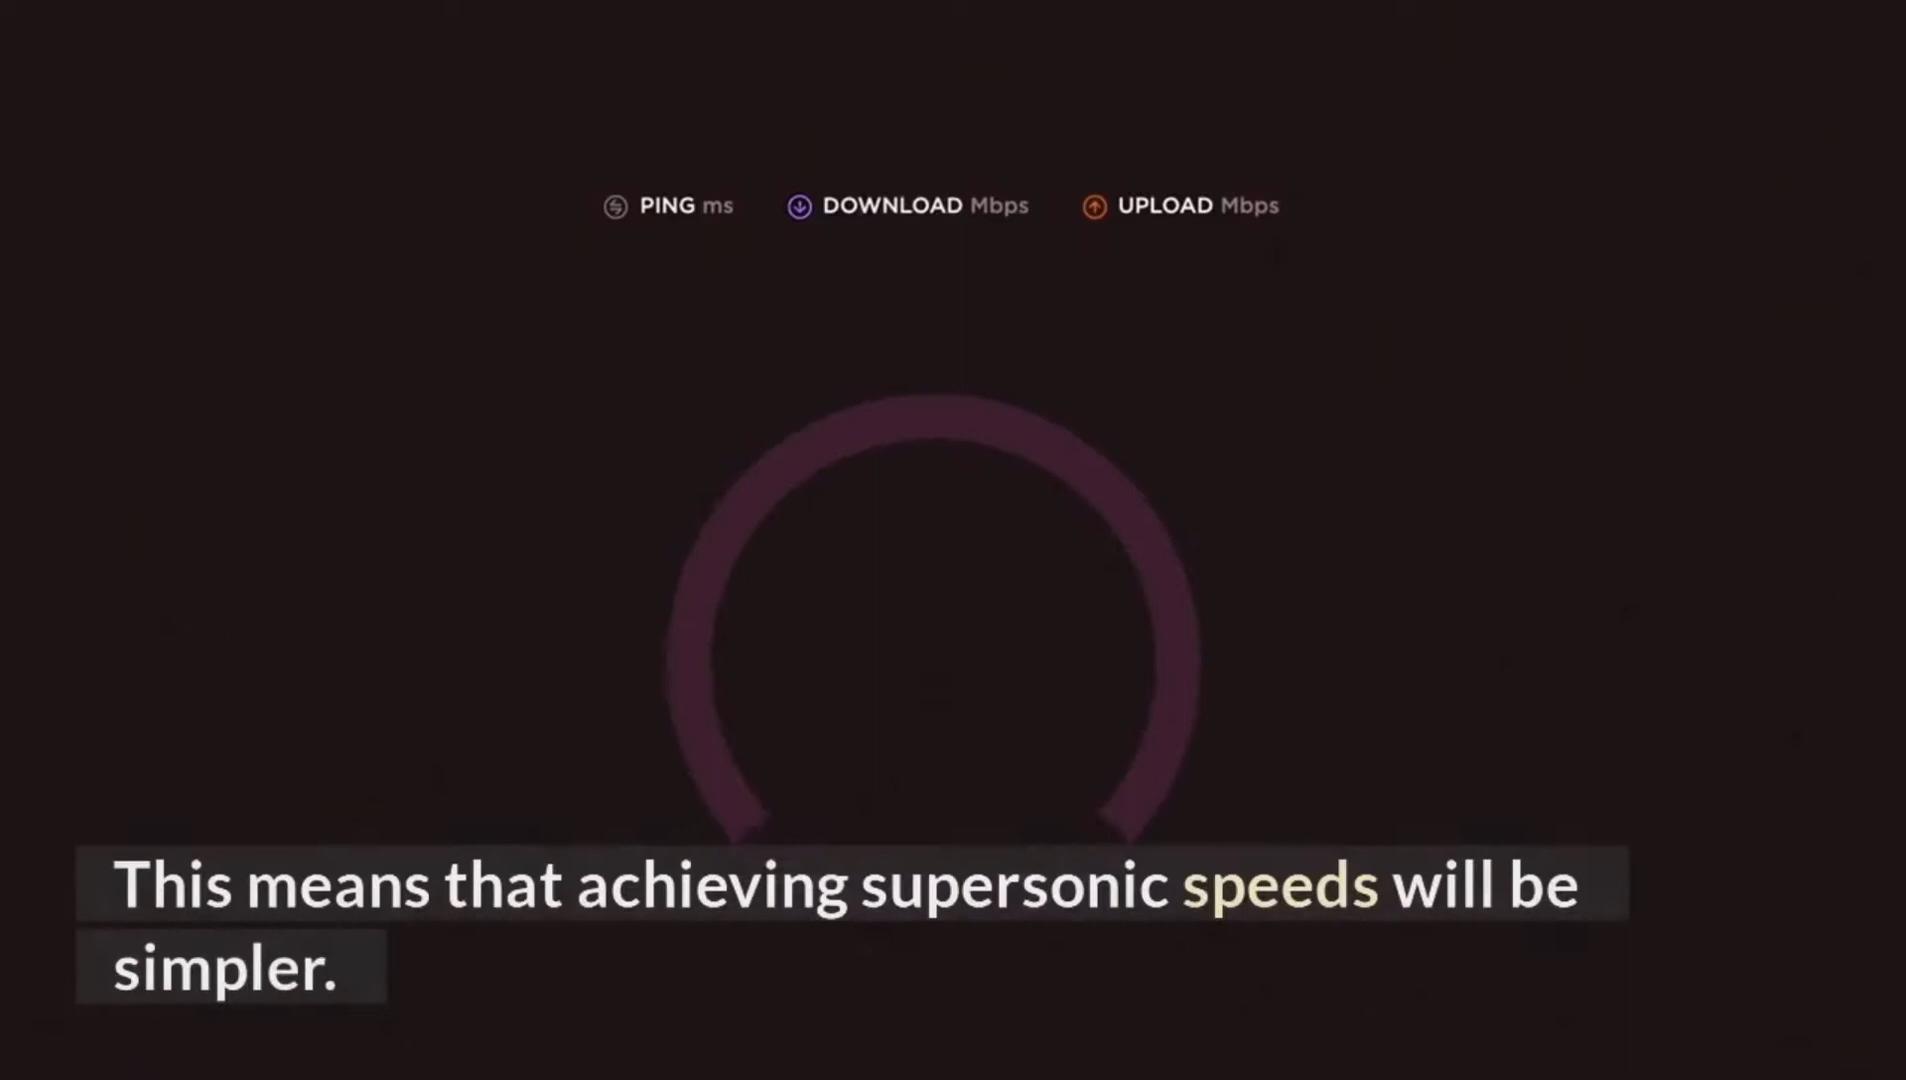 PING ms DOWNLOAD Mbps UPLOAD Mbps
This means that achieving supersonic speeds will be
simpler.